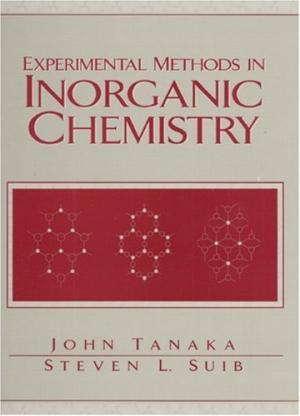 EXPERIMENTAL METHODS IN
INORGANIC
CHEMISTRY
JOHN TANAKA
STEVEN L. SUIB